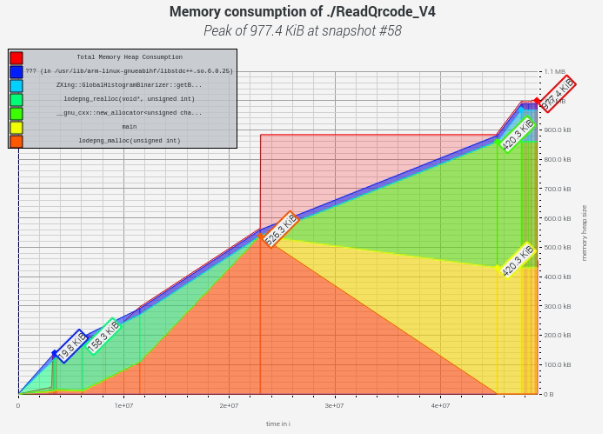 Memory consumption of ./ReadQrcode_V4
Peak of 977.4 KiB at snapshot #58
Total Memory Heap Consumption
??? (in /usr/lib/arm-linux-gnueabihf/libstdc++.so.6.0.25)
ZXing::GlobalHistogramBinarizer::getB...
lodepng_realloc(void*, unsigned int)
__gnu_cxx::new_allocator<unsigned cha...
main
lodepng_malloc(unsigned int)
1.1 MB
977.4 KiB
900.0 kB
420.3 KiB
800.0 kB
700.0 kB
600.0 kB
526.3 KiB
500.0 kB
420.3 KiB
400.0 kB
300.0 kB
200.0 kB
19.8 KiB
158.3 KiB
100.0 kB
0 B
memory heap size
0
1e+07
2e+07
3e+07
4e+07
time in i